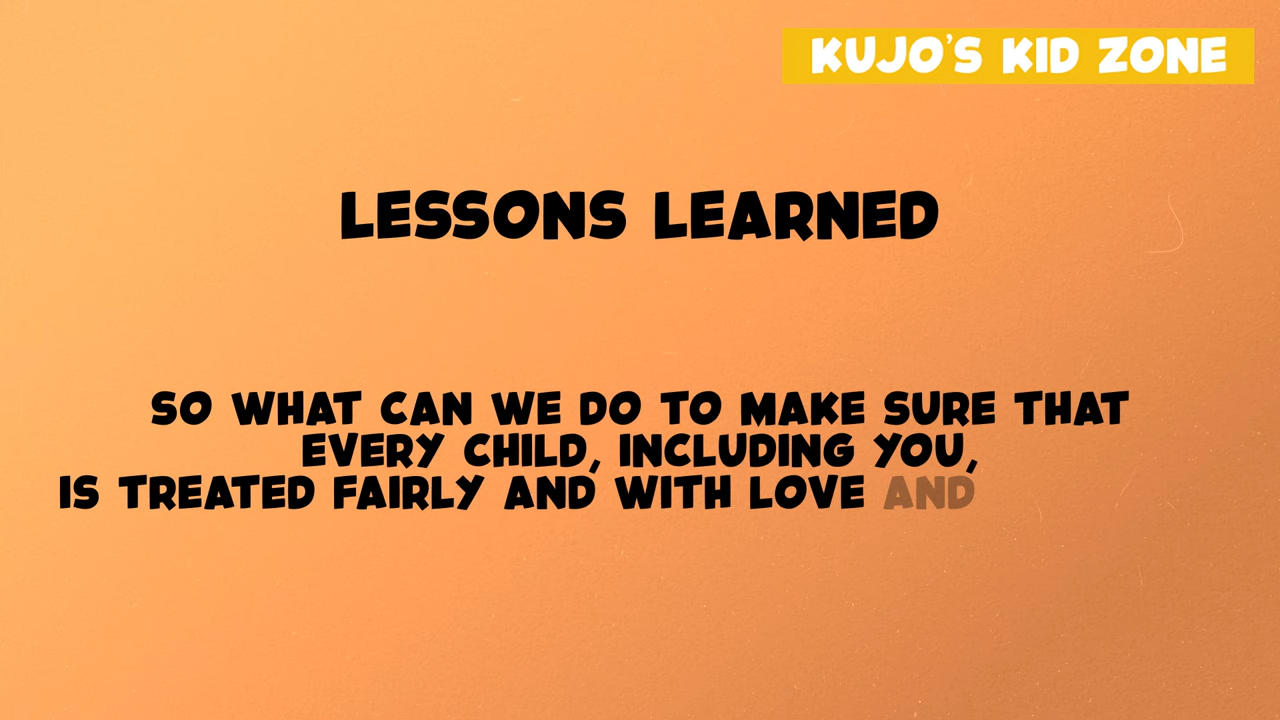 KUJO'S KID ZONE
LESSONS LEARNED
SO WHAT CAN WE DO TO MAKE SURE THAT
EVERY CHILD, INCLUDING YOU,
IS TREATED FAIRLY AND WITH LOVE AND